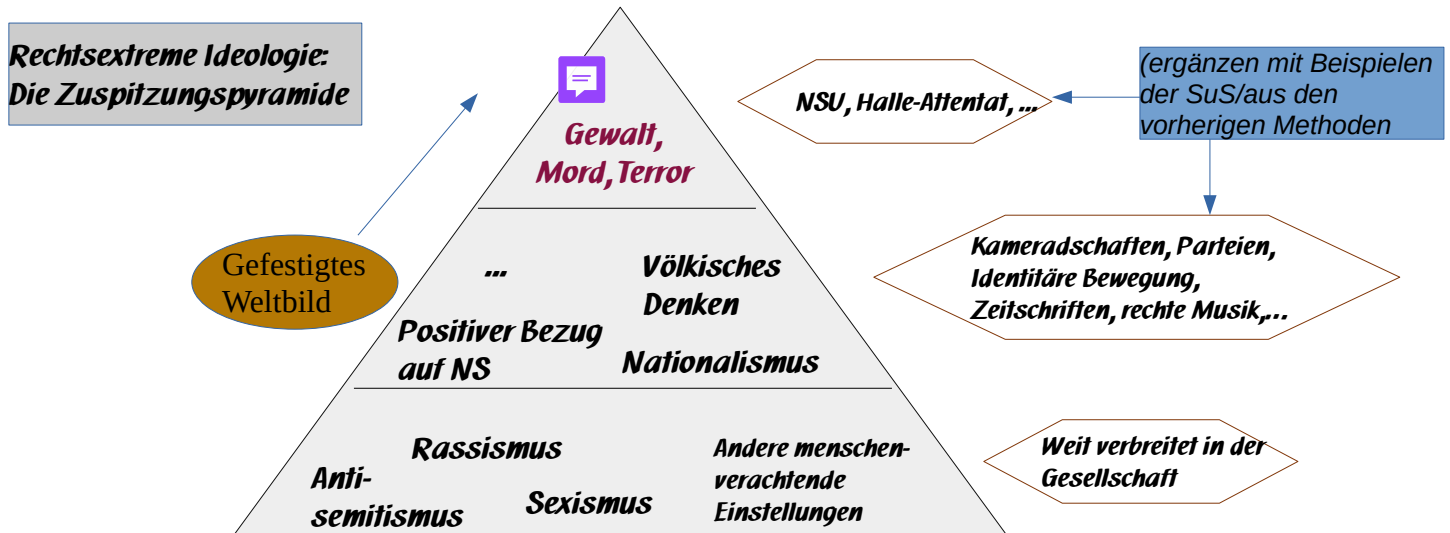 Rechtsextreme Ideologie:
Die Zuspitzungspyramide
Gewalt,
Mord, Terror
NSU, Halle-Attentat, ...
(ergänzen mit Beispielen
der SuS/aus den
vorherigen Methoden
Gefestigtes
Weltbild
...
Völkisches
Denken
Positiver Bezug
auf NS
Nationalismus
Kameradschaften, Parteien,
Identitäre Bewegung,
Zeitschriften, rechte Musik,...
Rassismus
Anti-
semitismus
Sexismus
Andere menschen-
verachtende
Einstellungen
Weit verbreitet in der
Gesellschaft